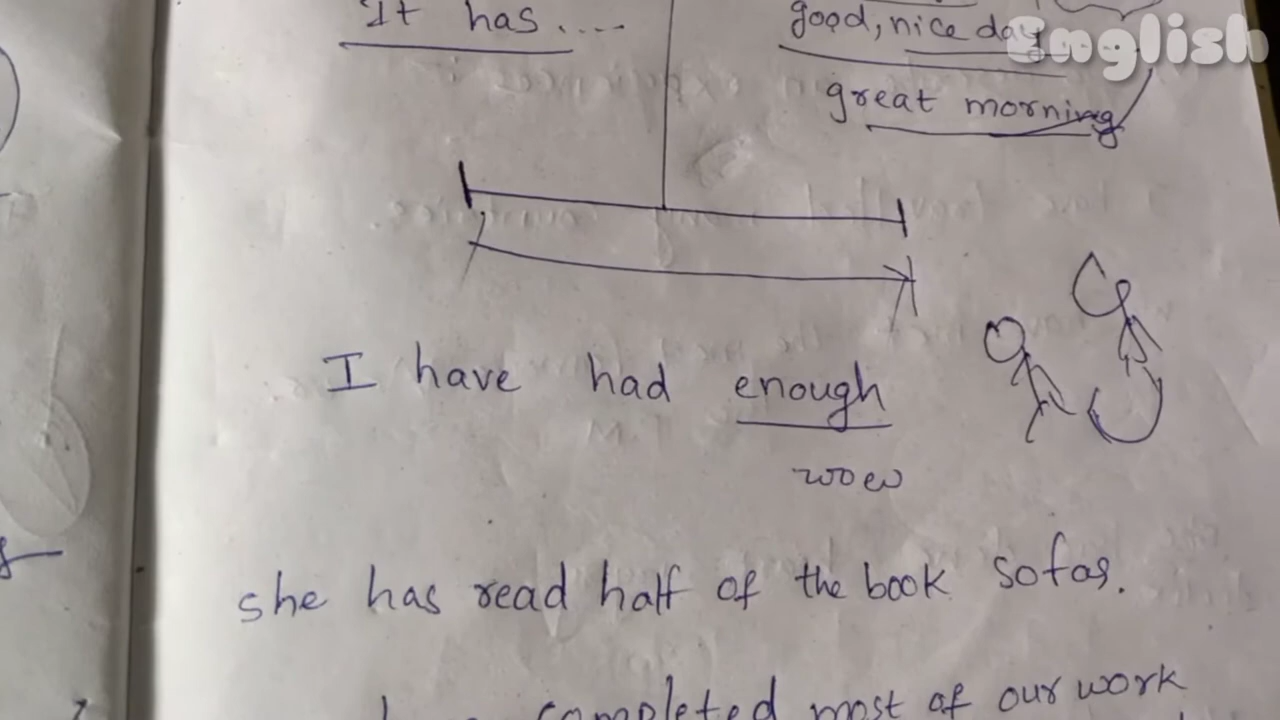 It has....
good, nice day
English
great morning
I have had enough
she has read half of the book sofar.
completed most of our work